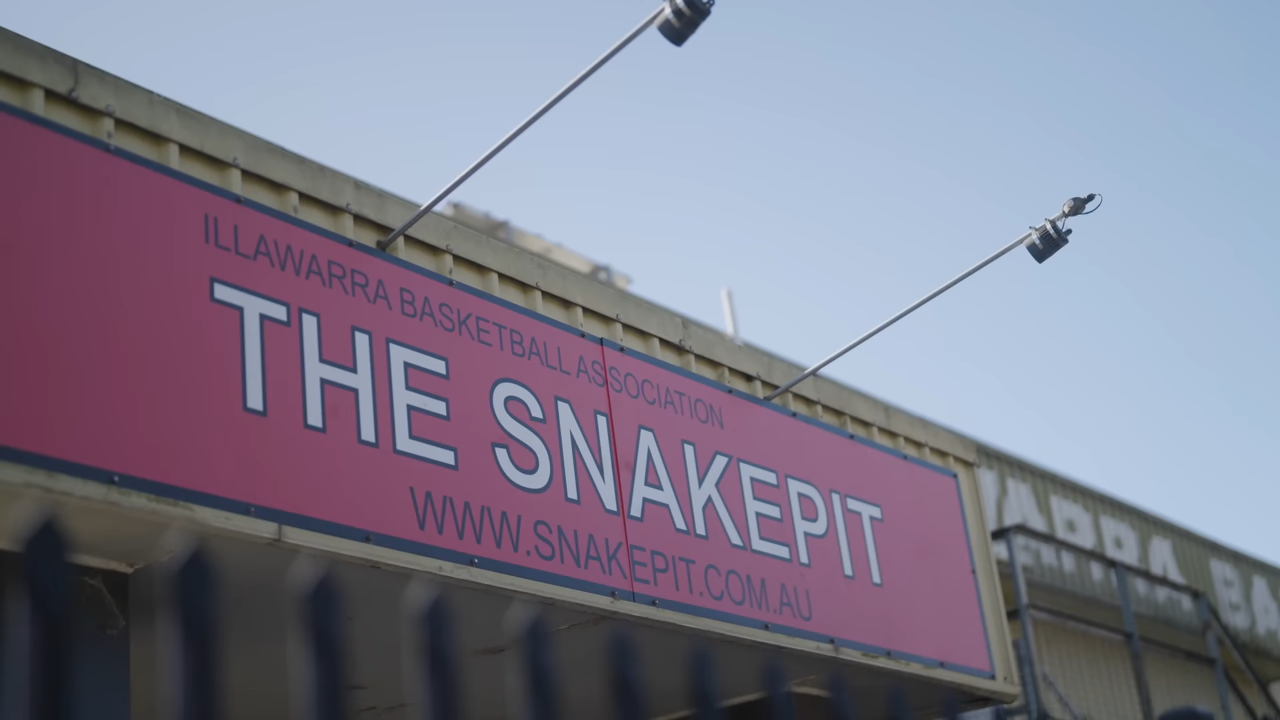 ILLAWARRA BASKETBALL ASSOCIATION
THE SNAKEPIT
WWW.SNAKEPIT.COM.AU